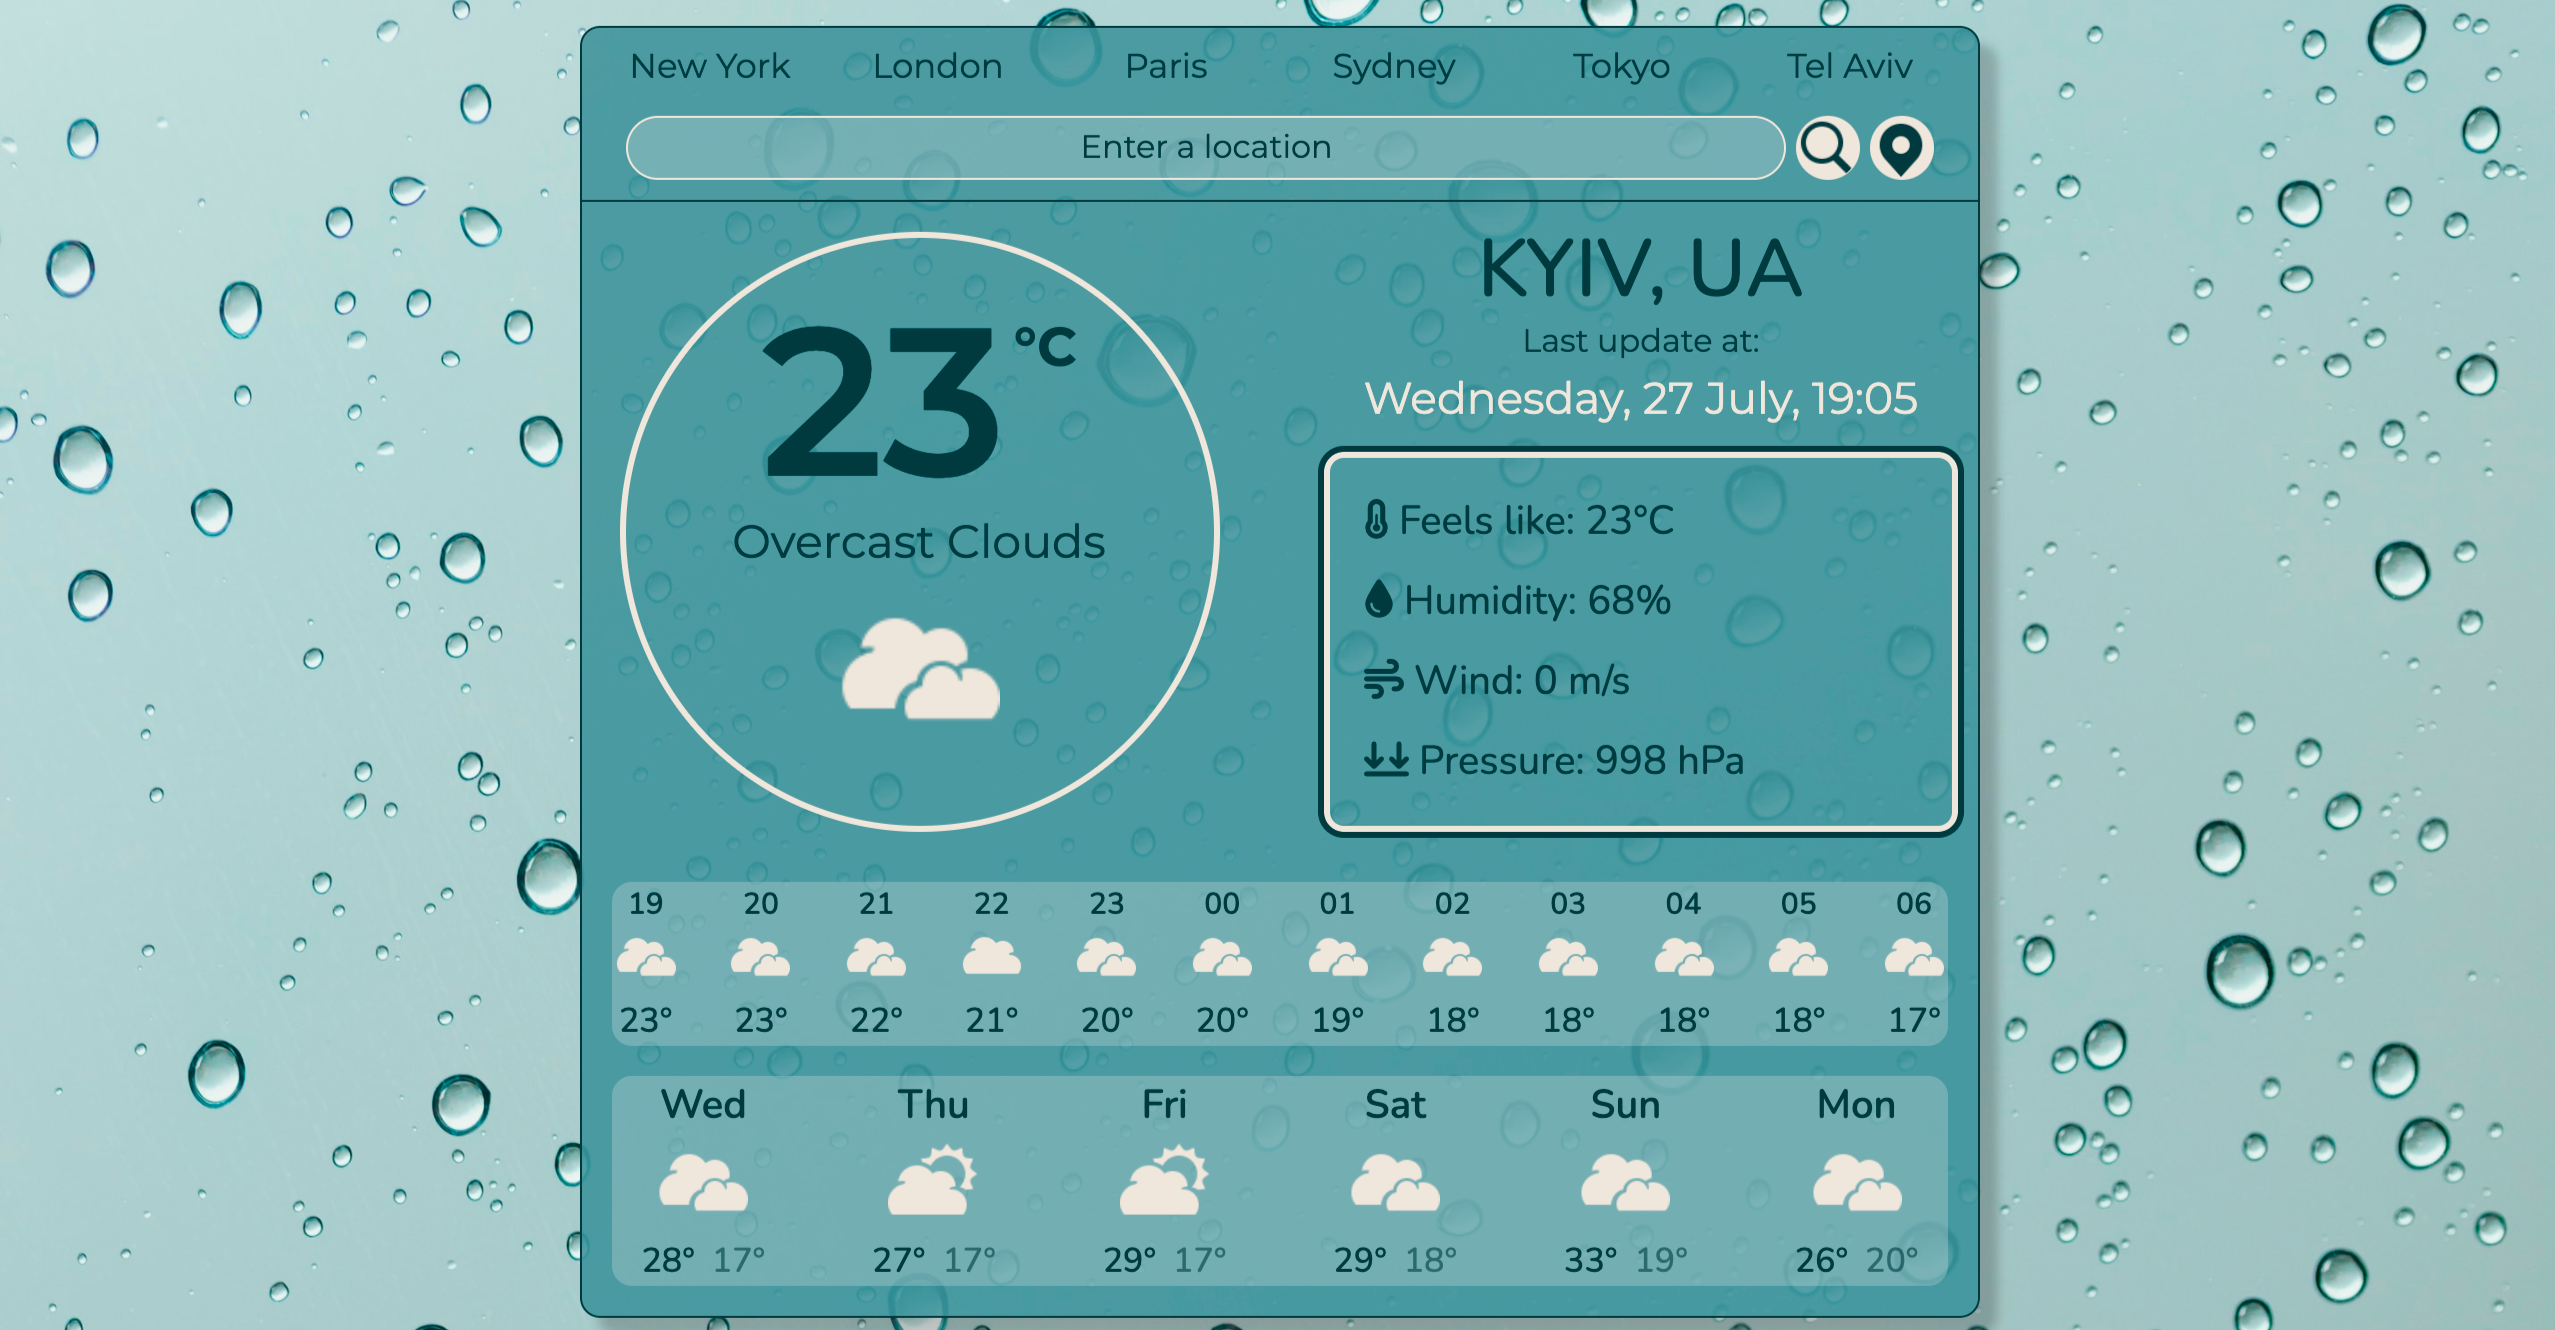 New York London Paris Sydney Tokyo Tel Aviv
Enter a location
23 °C
Overcast Clouds
KYIV, UA
Last update at:
Wednesday, 27 July, 19:05
Feels like: 23°C
Humidity: 68%
Wind: 0 m/s
Pressure: 998 hPa
19 20 21 22 23 00 01 02 03 04 05 06
23° 23° 22° 21° 20° 20° 19° 18° 18° 18° 18° 17°
Wed Thu Fri Sat Sun Mon
28° 17° 27° 17° 29° 17° 29° 18° 33° 19° 26° 20°